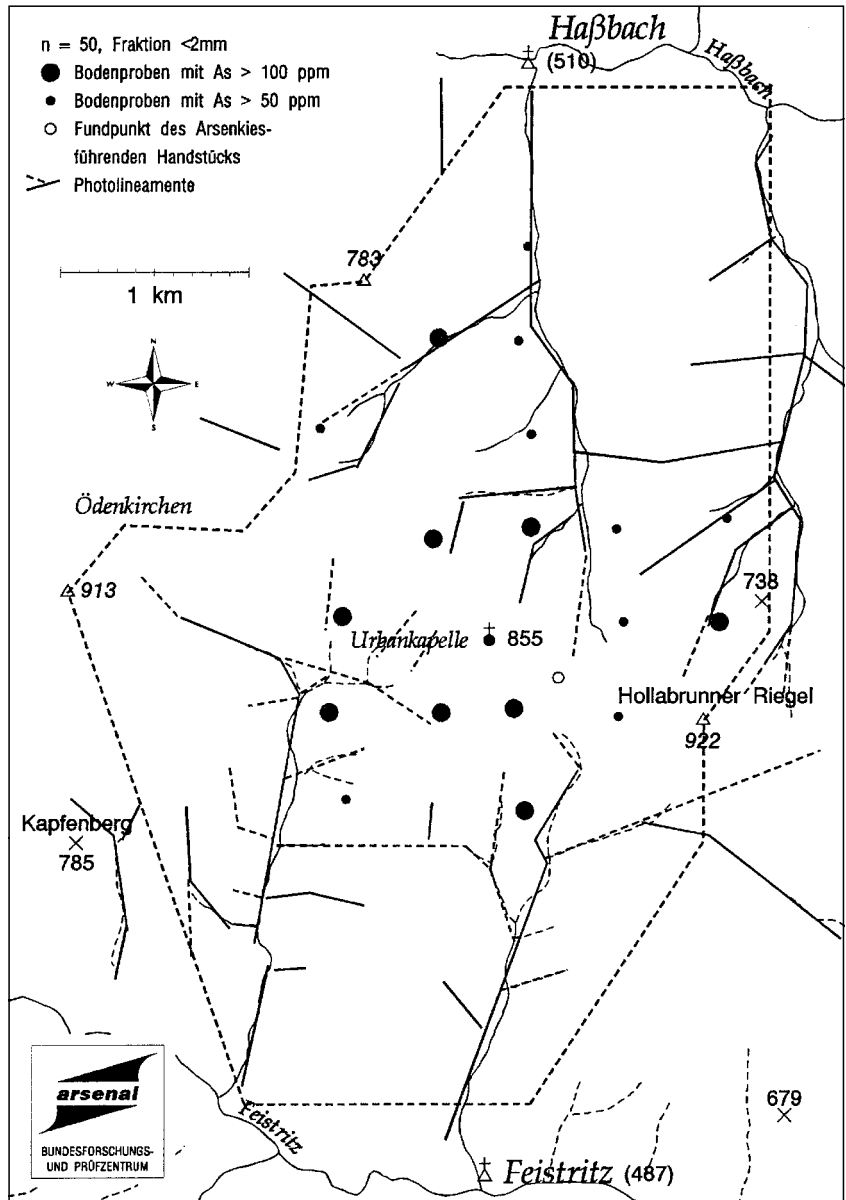 Haßbach
(510)
Haßbach
n = 50, Fraktion <2mm
Bodenproben mit As > 100 ppm
Bodenproben mit As > 50 ppm
Fundpunkt des Arsenkies-
führenden Handstücks
Photolineamente
783
1 km
N
W E
S
Ödenkirchen
913
738
Urbankapelle 855
Hollabrunner Riegel
922
Kapfenberg
785
arsenal
BUNDESFORSCHUNGS-
UND PRÜFZENTRUM
Feistritz
679
Feistritz (487)